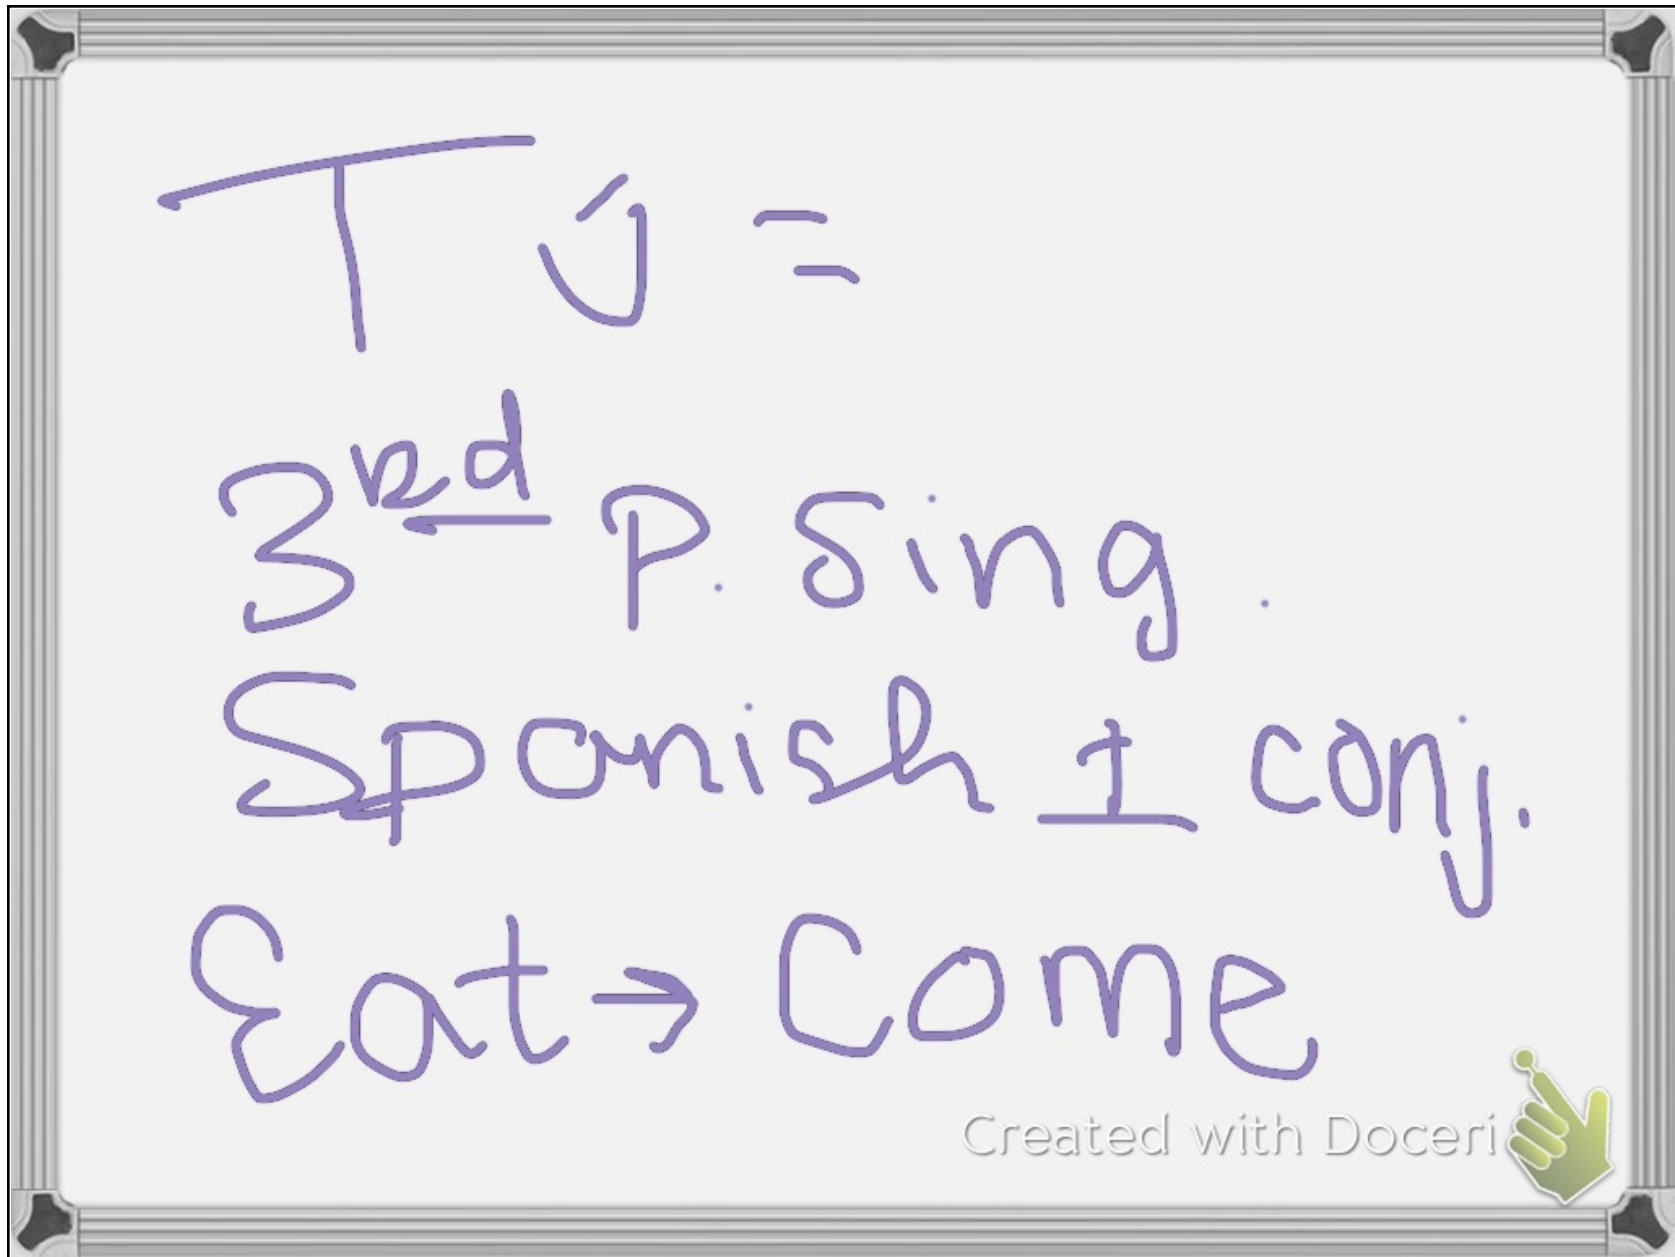 Tú =
3rd P. Sing.
Spanish 1 conj.
Eat → Come
Created with Doceri